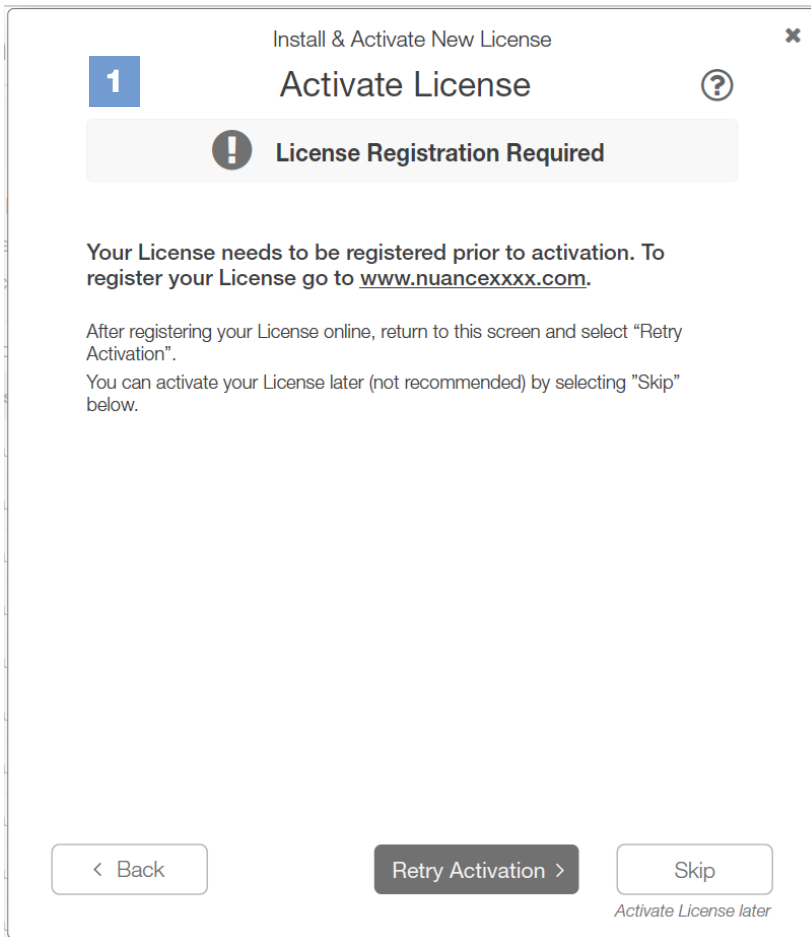 Install & Activate New License
✖
1
Activate License
?
! License Registration Required
Your License needs to be registered prior to activation. To
register your License go to www.nuancexxxx.com.
After registering your License online, return to this screen and select “Retry
Activation”.
You can activate your License later (not recommended) by selecting ”Skip”
below.
< Back
Retry Activation >
Skip
Activate License later